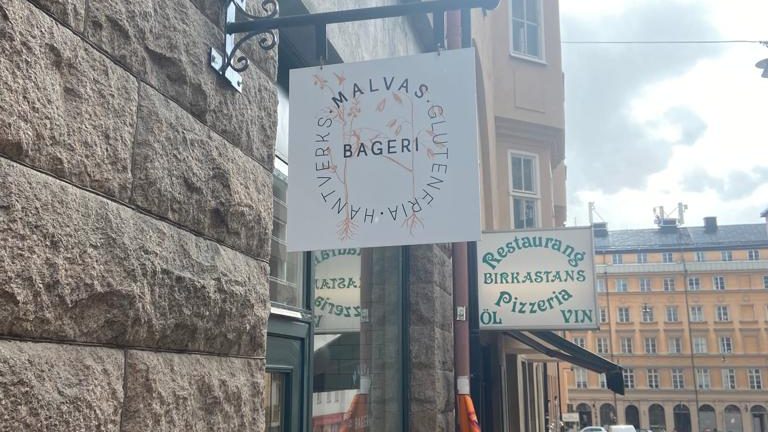 MALVAS · GLUTENFRIA · HANTVERKS ·
BAGERI
Restaurang
BIRKASTANS
Pizzeria
ÖL VIN